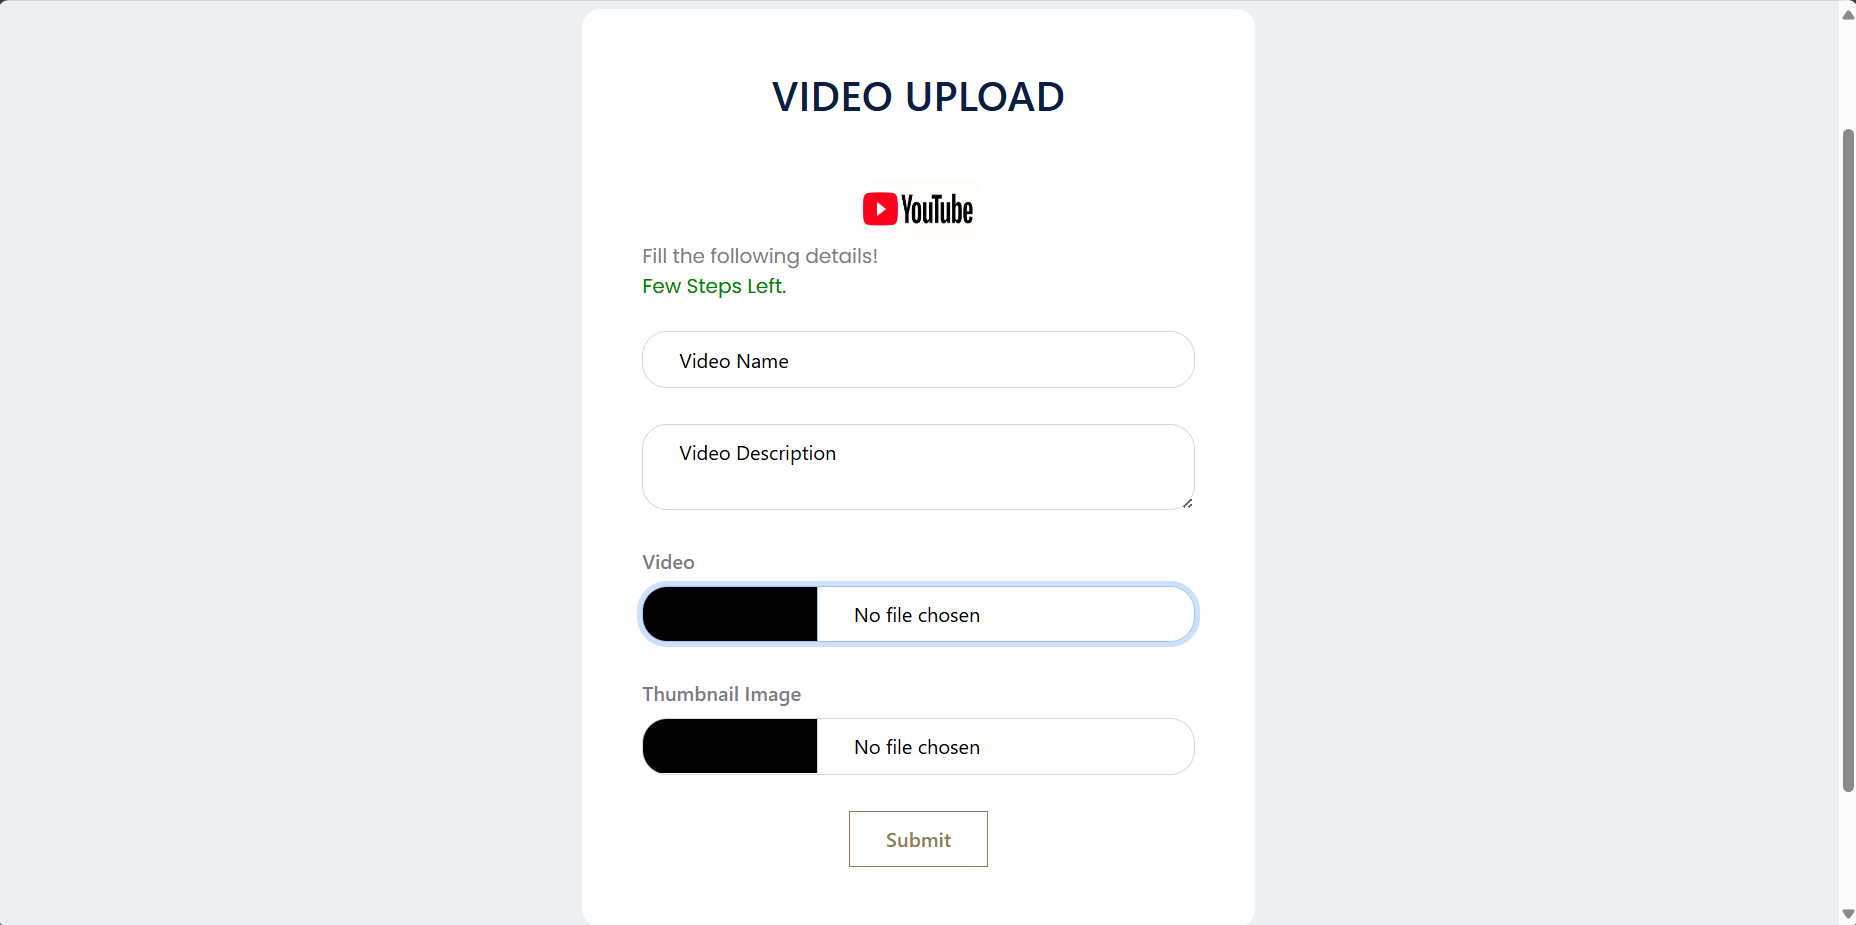 VIDEO UPLOAD
YouTube
Fill the following details!
Few Steps Left.
Video Name
Video Description
Video
No file chosen
Thumbnail Image
No file chosen
Submit